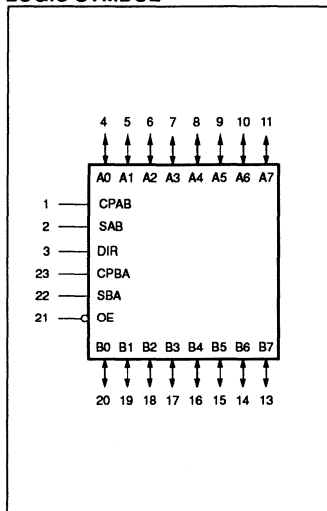 4 5 6 7 8 9 10 11
A0 A1 A2 A3 A4 A5 A6 A7
1 CPAB
2 SAB
3 DIR
23 CPBA
22 SBA
21 OE
B0 B1 B2 B3 B4 B5 B6 B7
20 19 18 17 16 15 14 13